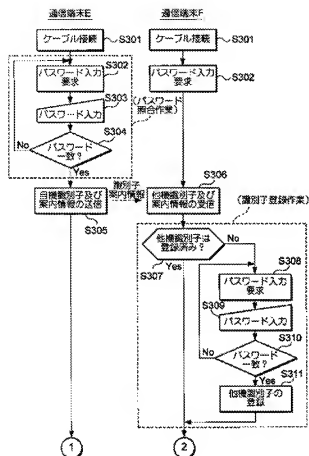 通信端末E
通信端末F
ケーブル接続
S301
ケーブル接続
S301
パスワード入力
要求
S302
パスワード入力
要求
S302
S303
パスワード入力
(パスワード
照合作業)
S304
パスワード
一致?
No
Yes
自機識別子及び
案内情報の送信
S305
識別子
案内情報
S306
他機識別子及び
案内情報の受信
(識別子登録作業)
他機識別子は
登録済み?
S307
No
Yes
S308
パスワード入力
要求
S309
パスワード入力
S310
パスワード
一致?
No
Yes
S311
他機識別子の
登録
1
2